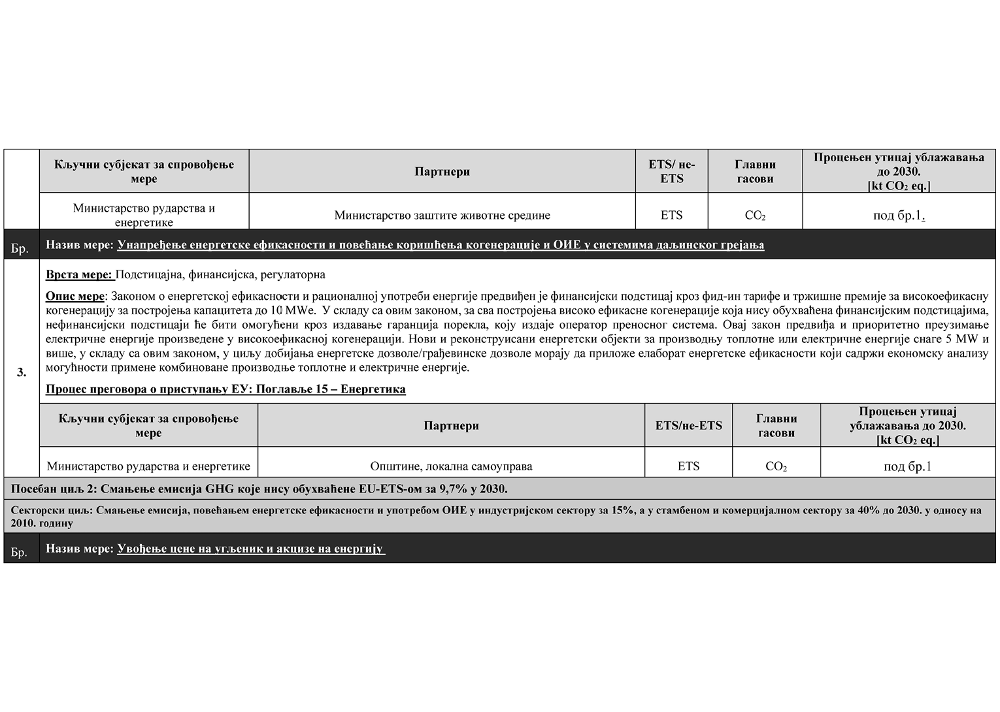 Кључни субјекат за спровођење
мере
Партнери
ETS/ не-
ETS
Главни
гасови
Процењен утицај ублажавања
до 2030.
[kt CO₂ eq.]
Министарство рударства и
енергетике
Министарство заштите животне средине
ETS
CO₂
под бр.1.
Бр.
Назив мере: Унапређење енергетске ефикасности и повећање коришћења когенерације и ОИЕ у системима даљинског грејања
3.
Врста мере: Подстицајна, финансијска, регулаторна
Опис мере: Законом о енергетској ефикасности и рационалној употреби енергије предвиђен је финансијски подстицај кроз фид-ин тарифе и тржишне премије за високоефикасну
когенерацију за постројења капацитета до 10 MWe. У складу са овим законом, за сва постројења високо ефикасне когенерације која нису обухваћена финансијским подстицајима,
нефинансијски подстицаји ће бити омогућени кроз издавање гаранција порекла, коју издаје оператор преносног система. Овај закон предвиђа и приоритетно преузимање
електричне енергије произведене у високоефикасној когенерацији. Нови и реконструисани енергетски објекти за производњу топлотне или електричне енергије снаге 5 MW и
више, у складу са овим законом, у циљу добијања енергетске дозволе/грађевинске дозволе морају да приложе елаборат енергетске ефикасности који садржи економску анализу
могућности примене комбиноване производње топлотне и електричне енергије.
Процес преговора о приступању ЕУ: Поглавље 15 – Енергетика
Кључни субјекат за спровођење
мере
Партнери
ETS/не-ETS
Главни
гасови
Процењен утицај
ублажавања до 2030.
[kt CO₂ eq.]
Министарство рударства и енергетике
Општине, локална самоуправа
ETS
CO₂
под бр.1
Посебан циљ 2: Смањење емисија GHG које нису обухваћене EU-ETS-ом за 9,7% у 2030.
Секторски циљ: Смањење емисија, повећањем енергетске ефикасности и употребом ОИЕ у индустријском сектору за 15%, а у стамбеном и комерцијалном сектору за 40% до 2030. у односу на
2010. годину
Бр.
Назив мере: Увођење цене на угљеник и акцизе на енергију